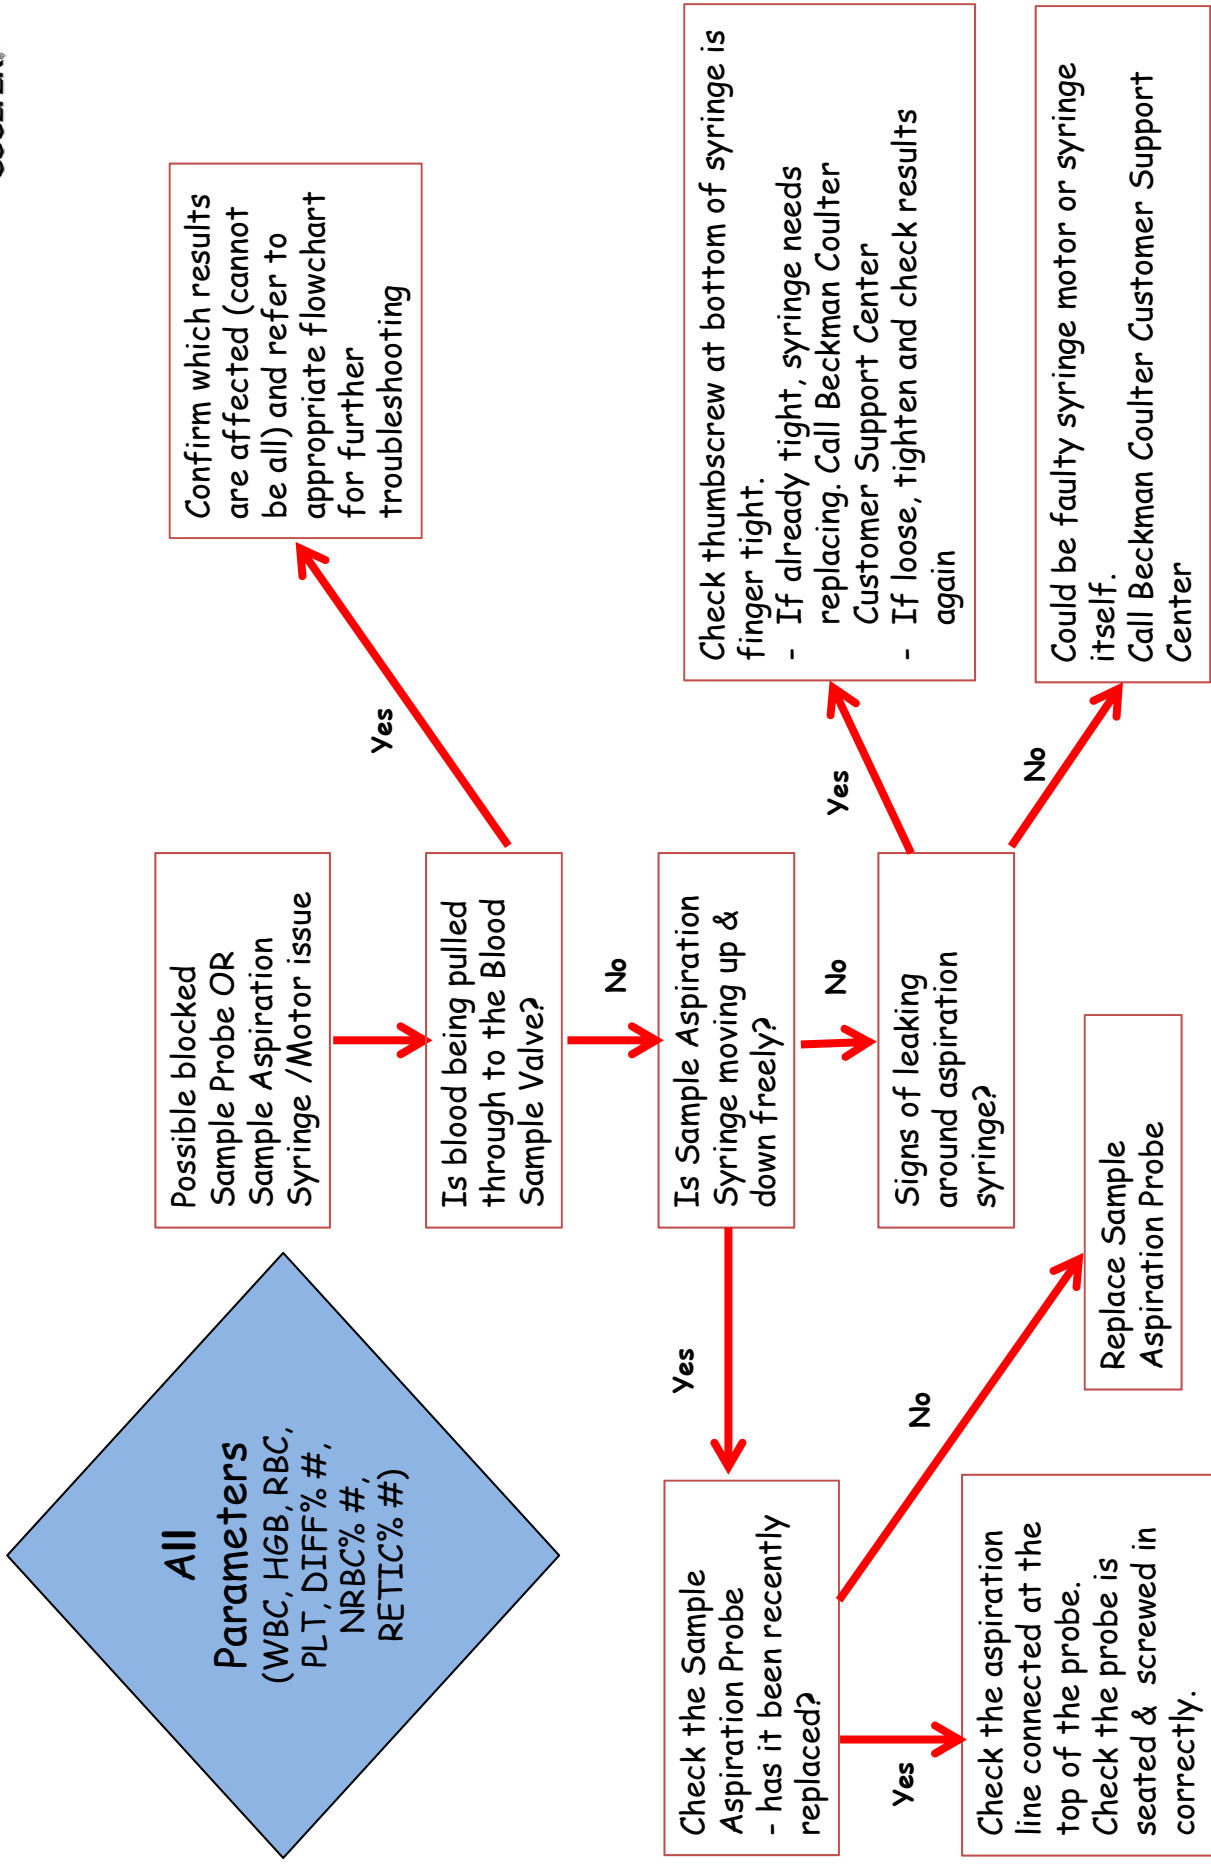 All
Parameters
(WBC, HGB, RBC,
PLT, DIFF% #,
NRBC% #,
RETIC% #)
Possible blocked
Sample Probe OR
Sample Aspiration
Syringe /Motor issue
Is blood being pulled
through to the Blood
Sample Valve?
Yes
Confirm which results
are affected (cannot
be all) and refer to
appropriate flowchart
for further
troubleshooting
No
Is Sample Aspiration
Syringe moving up &
down freely?
Yes
Check the Sample
Aspiration Probe
- has it been recently
replaced?
No
Signs of leaking
around aspiration
syringe?
Yes
Check thumbscrew at bottom of syringe is
finger tight.
- If already tight, syringe needs
replacing. Call Beckman Coulter
Customer Support Center
- If loose, tighten and check results
again
No
Could be faulty syringe motor or syringe
itself.
Call Beckman Coulter Customer Support
Center
Yes
Check the aspiration
line connected at the
top of the probe.
Check the probe is
seated & screwed in
correctly.
No
Replace Sample
Aspiration Probe